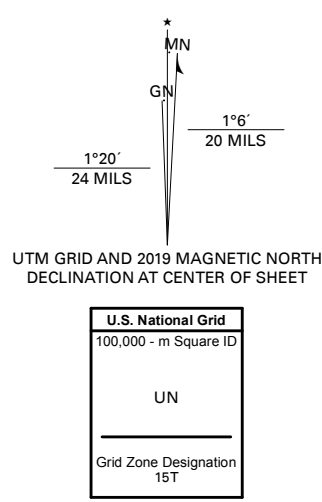 MN
GN
1°6´
20 MILS
1°20´
24 MILS
UTM GRID AND 2019 MAGNETIC NORTH
DECLINATION AT CENTER OF SHEET
U.S. National Grid
100,000 - m Square ID
UN
Grid Zone Designation
15T